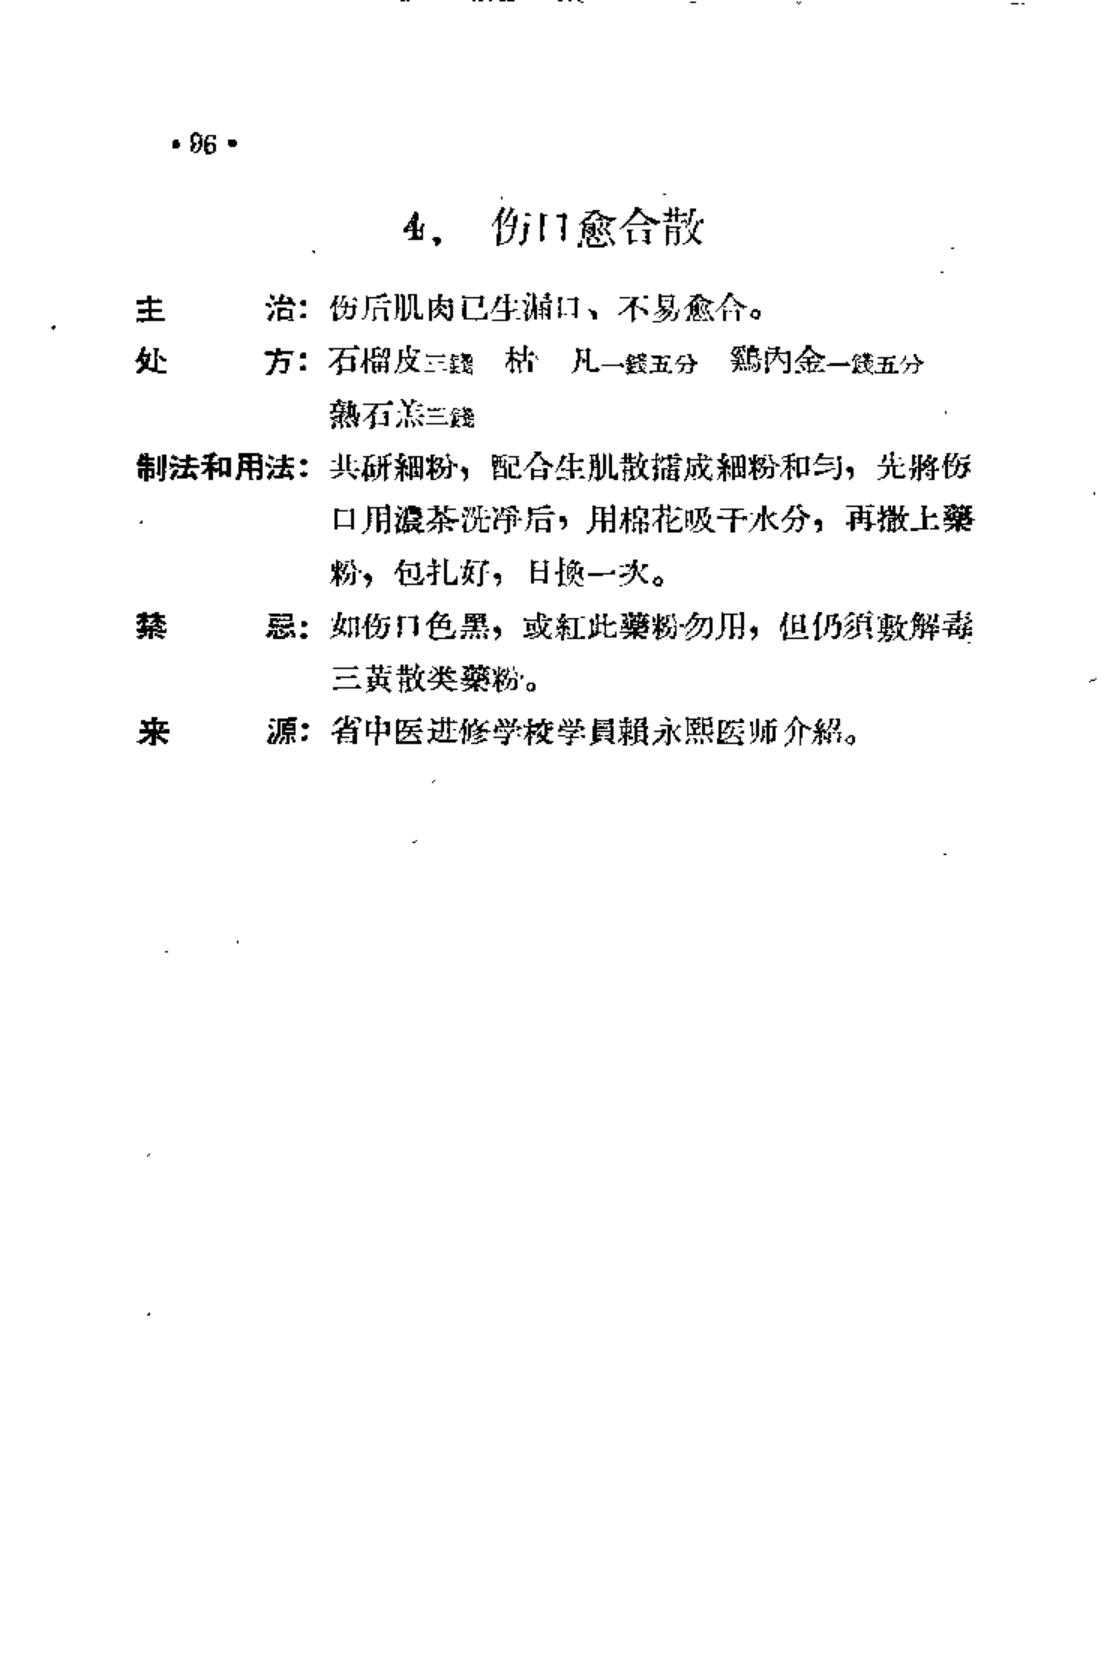 •96•
4. 伤口愈合散
主　　治：伤后肌肉已生漏口、不易愈合。
处　　方：石榴皮三錢　枯　凡一錢五分　鷄內金一錢五分
熟石羔三錢
制法和用法：共研細粉，配合生肌散擂成細粉和勻，先將伤
口用濃茶洗淨后，用棉花吸干水分，再撒上藥
粉，包扎好，日換一次。
禁　　忌：如伤口色黑，或紅此藥粉勿用，但仍須敷解毒
三黃散类藥粉。
来　　源：省中医进修学校学員賴永熙医师介紹。